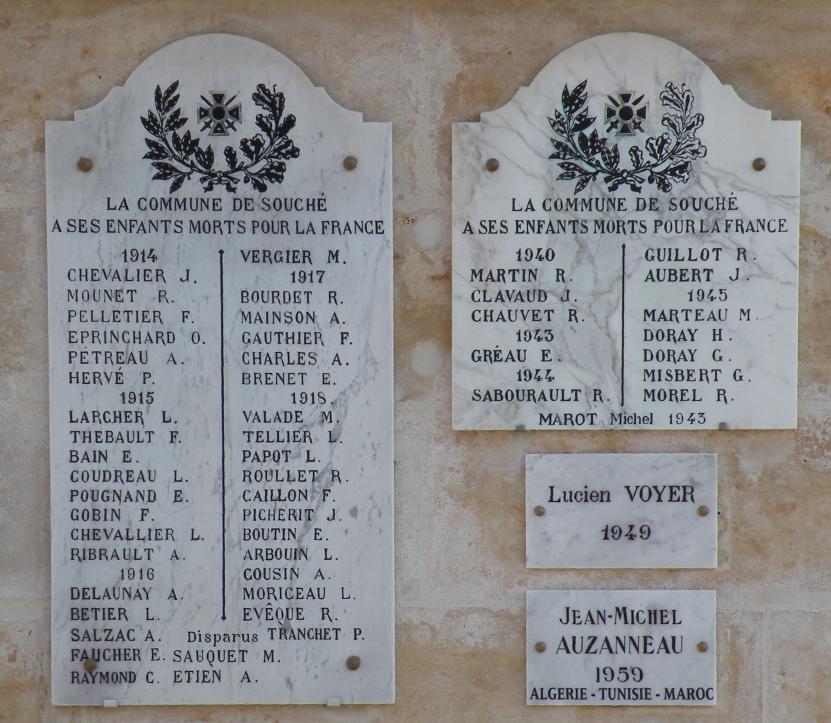 LA COMMUNE DE SOUCHÉ
A SES ENFANTS MORTS POUR LA FRANCE
1914
CHEVALIER J.
MOUNET R.
PELLETIER F.
EPRINCHARD O.
PÉTREAU A.
HERVÉ P.
1915
LARCHER L.
THEBAULT F.
BAIN E.
COUDREAU L.
POUGNAND E.
GOBIN F.
CHEVALLIER L.
RIBRAULT A.
1916
DELAUNAY A.
BETIER L.
VERGIER M.
1917
BOURDET R.
MAINSON A.
GAUTHIER F.
CHARLES A.
BRENET E.
1918.
VALADE M.
TELLIER L.
PAPOT L.
ROULLET R.
CAILLON F.
PICHERIT J.
BOUTIN E.
ARBOUIN L.
COUSIN A.
MORICEAU L.
EVÊQUE R.
SALZAC A. Disparus TRANCHET P.
FAUCHER E. SAUQUET M.
RAYMOND C. ETIEN A.
LA COMMUNE DE SOUCHÉ
A SES ENFANTS MORTS POUR LA FRANCE
1940
MARTIN R.
CLAVAUD J.
CHAUVET R.
1943
GRÉAU E.
1944
SABOURAULT R.
GUILLOT R.
AUBERT J.
1945
MARTEAU M.
DORAY H.
DORAY G.
MISBERT G.
MOREL R.
MAROT Michel 1943
Lucien VOYER
1949
JEAN-MICHEL
AUZANNEAU
1959
ALGERIE - TUNISIE - MAROC